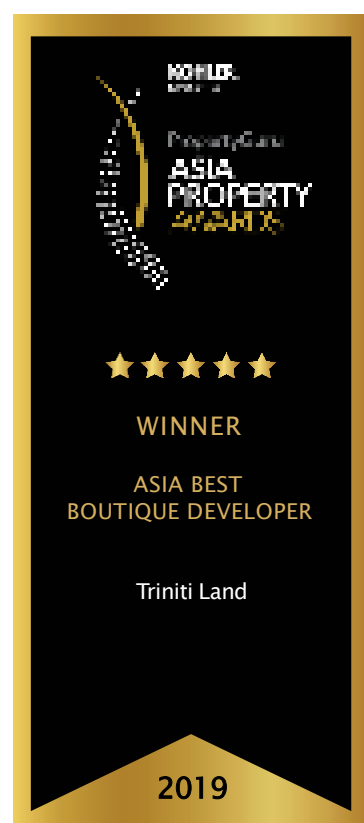 KOHLER
PropertyGuru
ASIA
PROPERTY
AWARDS
WINNER
ASIA BEST
BOUTIQUE DEVELOPER
Triniti Land
2019